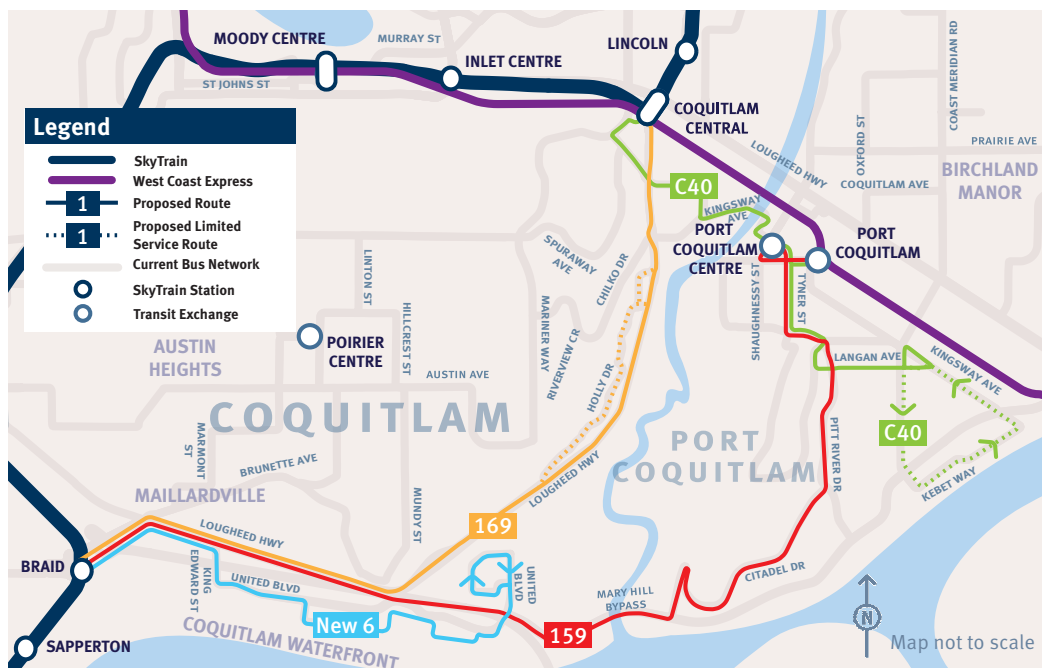 MOODY CENTRE
MURRAY ST
LINCOLN
INLET CENTRE
ST JOHNS ST
COQUITLAM
CENTRAL
COAST MERIDIAN RD
OXFORD ST
LOUGHEED HWY
PRAIRIE AVE
COQUITLAM AVE
BIRCHLAND
MANOR
Legend
SkyTrain
West Coast Express
1
Proposed Route
1
Proposed Limited
Service Route
Current Bus Network
SkyTrain Station
Transit Exchange
C40
KINGSWAY
AVE
PORT
COQUITLAM
CENTRE
PORT
COQUITLAM
SPURAWAY
AVE
CHILKO DR
LINTON ST
HILLCREST ST
MARINER WAY
RIVERVIEW CR
HOLLY DR
SHAUGHNESSY ST
TYNER ST
LANGAN AVE
KINGSWAY AVE
POIRIER
CENTRE
AUSTIN
HEIGHTS
AUSTIN AVE
COQUITLAM
PORT
COQUITLAM
C40
PITT RIVER DR
KEBET WAY
MARMONT
ST
BRUNETTE AVE
MAILLARDVILLE
MUNDY ST
LOUGHEED HWY
169
LOUGHEED HWY
BRAID
KING
EDWARD ST
UNITED BLVD
UNITED
BLVD
MARY HILL
BYPASS
CITADEL DR
New 6
159
COQUITLAM WATERFRONT
SAPPERTON
N
Map not to scale